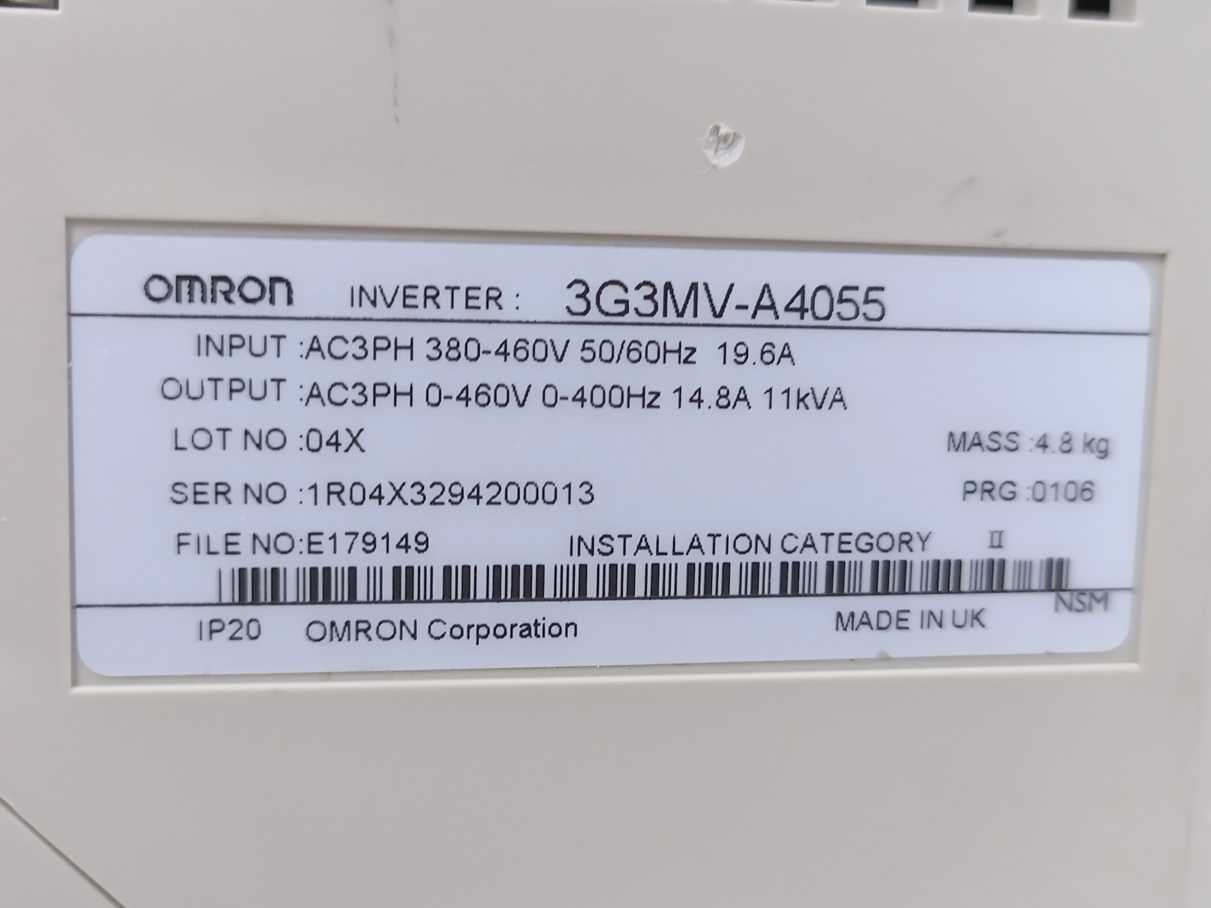 OMRON INVERTER : 3G3MV-A4055
INPUT :AC3PH 380-460V 50/60Hz 19.6A
OUTPUT :AC3PH 0-460V 0-400Hz 14.8A 11kVA
LOT NO :04X MASS :4.8 kg
SER NO :1R04X3294200013 PRG :0106
FILE NO:E179149 INSTALLATION CATEGORY II
NSM
IP20 OMRON Corporation MADE IN UK